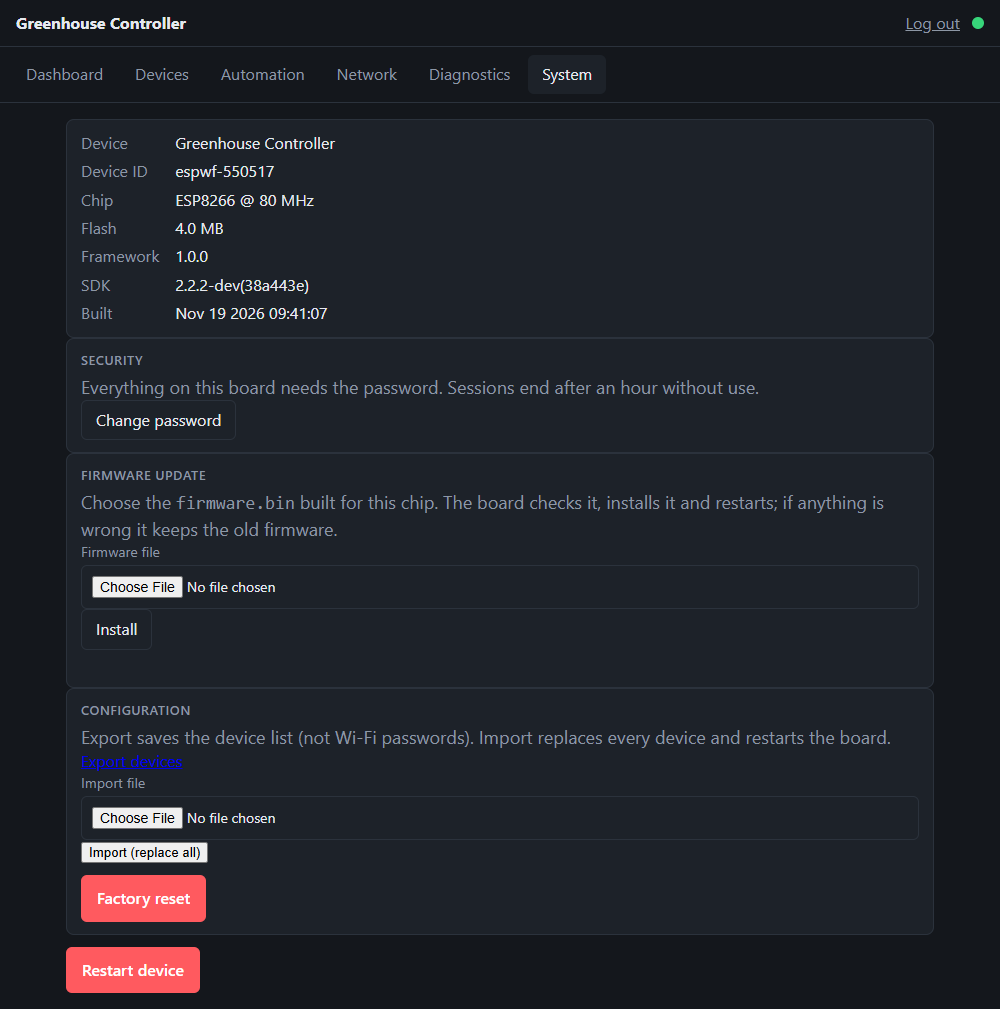 Greenhouse Controller
Log out
Dashboard Devices Automation Network Diagnostics System
Device Greenhouse Controller
Device ID espwf-550517
Chip ESP8266 @ 80 MHz
Flash 4.0 MB
Framework 1.0.0
SDK 2.2.2-dev(38a443e)
Built Nov 19 2026 09:41:07
SECURITY
Everything on this board needs the password. Sessions end after an hour without use.
Change password
FIRMWARE UPDATE
Choose the firmware.bin built for this chip. The board checks it, installs it and restarts; if anything is
wrong it keeps the old firmware.
Firmware file
Choose File No file chosen
Install
CONFIGURATION
Export saves the device list (not Wi-Fi passwords). Import replaces every device and restarts the board.
Export devices
Import file
Choose File No file chosen
Import (replace all)
Factory reset
Restart device